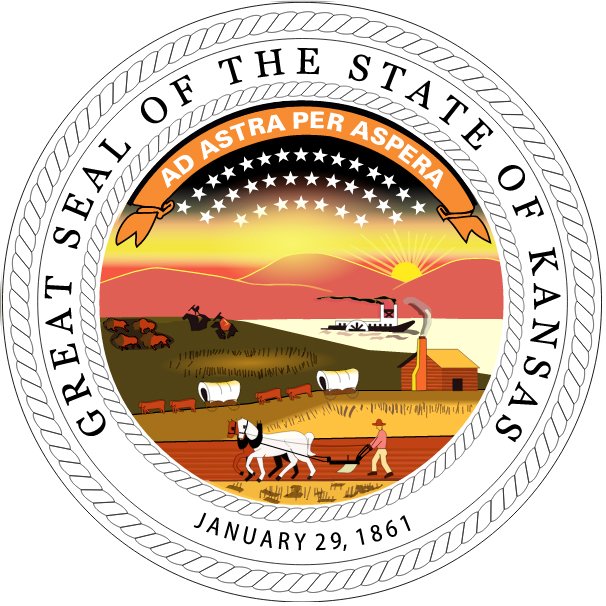 GREAT SEAL OF THE STATE OF KANSAS
AD ASTRA PER ASPERA
JANUARY 29, 1861